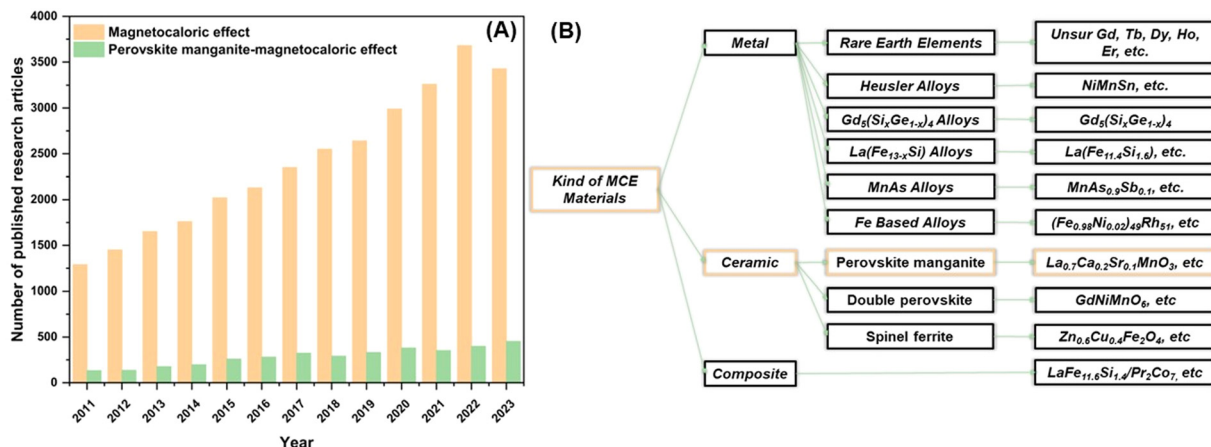 (A)
Magnetocaloric effect
Perovskite manganite-magnetocaloric effect
Number of published research articles
4000
3750
3500
3000
2500
2000
1500
1000
500
0
2011
2012
2013
2014
2015
2016
2017
2018
2019
2020
2021
2022
2023
Year
(B)
Kind of MCE
Materials
Metal
Rare Earth Elements
Unsur Gd, Tb, Dy, Ho,
Er, etc.
Heusler Alloys
NiMnSn, etc.
Gd₅(SiₓGe₁₋ₓ)₄ Alloys
Gd₅(SiₓGe₁₋ₓ)₄
La(Fe₁₃₋ₓSi) Alloys
La(Fe₁₁.₄Si₁.₆), etc.
MnAs Alloys
MnAs₀.₉Sb₀.₁, etc.
Fe Based Alloys
(Fe₀.₉₈Ni₀.₀₂)₄₉Rh₅₁, etc
Ceramic
Perovskite manganite
La₀.₇Ca₀.₂Sr₀.₁MnO₃, etc
Double perovskite
GdNiMnO₆, etc
Spinel ferrite
Zn₀.₆Cu₀.₄Fe₂O₄, etc
Composite
LaFe₁₁.₆Si₁.₄/Pr₂Co₇, etc